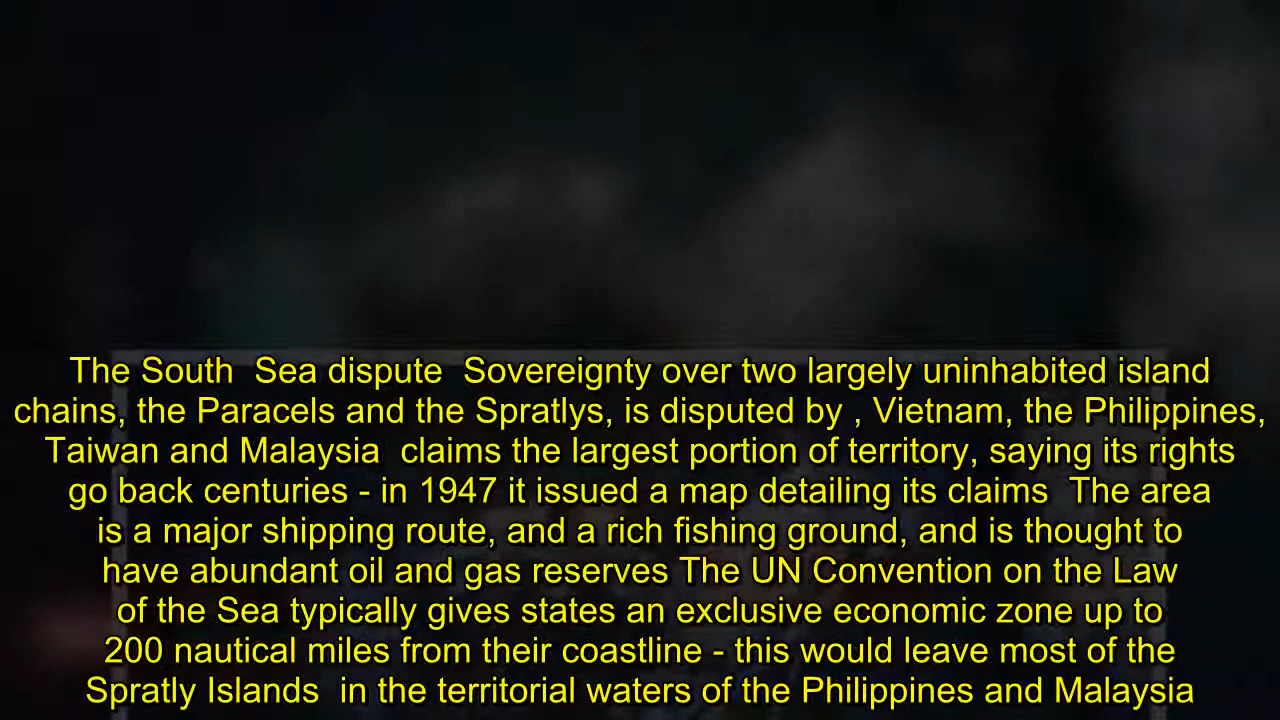 The South  Sea dispute  Sovereignty over two largely uninhabited island
chains, the Paracels and the Spratlys, is disputed by , Vietnam, the Philippines,
Taiwan and Malaysia  claims the largest portion of territory, saying its rights
go back centuries - in 1947 it issued a map detailing its claims  The area
is a major shipping route, and a rich fishing ground, and is thought to
have abundant oil and gas reserves The UN Convention on the Law
of the Sea typically gives states an exclusive economic zone up to
200 nautical miles from their coastline - this would leave most of the
Spratly Islands  in the territorial waters of the Philippines and Malaysia